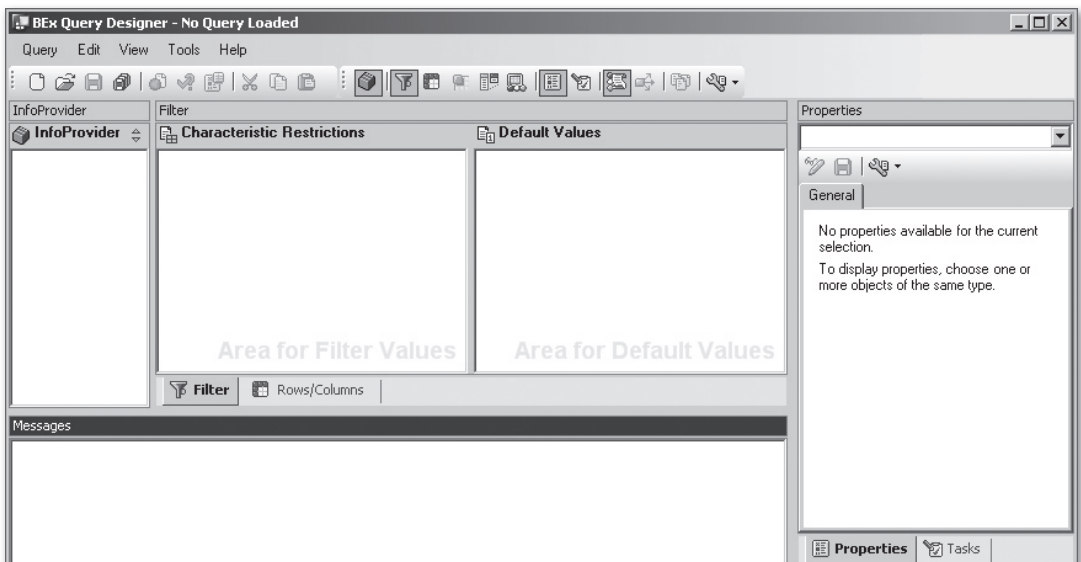 BEx Query Designer - No Query Loaded
Query Edit View Tools Help
InfoProvider
Filter
Properties
InfoProvider
Characteristic Restrictions
Default Values
General
No properties available for the current
selection.
To display properties, choose one or
more objects of the same type.
Area for Filter Values
Area for Default Values
Filter
Rows/Columns
Messages
Properties
Tasks